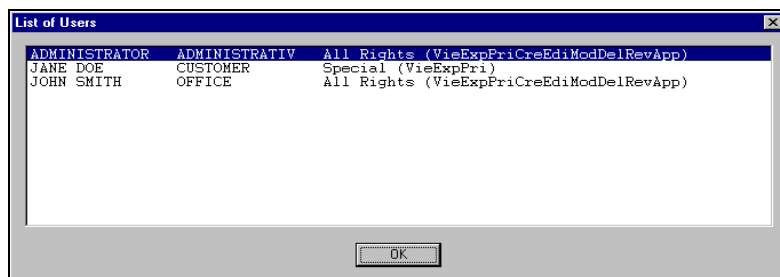 List of Users
ADMINISTRATOR ADMINISTRATIV All Rights (VieExpPriCreEdiModDelRevApp)
JANE DOE CUSTOMER Special (VieExpPri)
JOHN SMITH OFFICE All Rights (VieExpPriCreEdiModDelRevApp)
OK